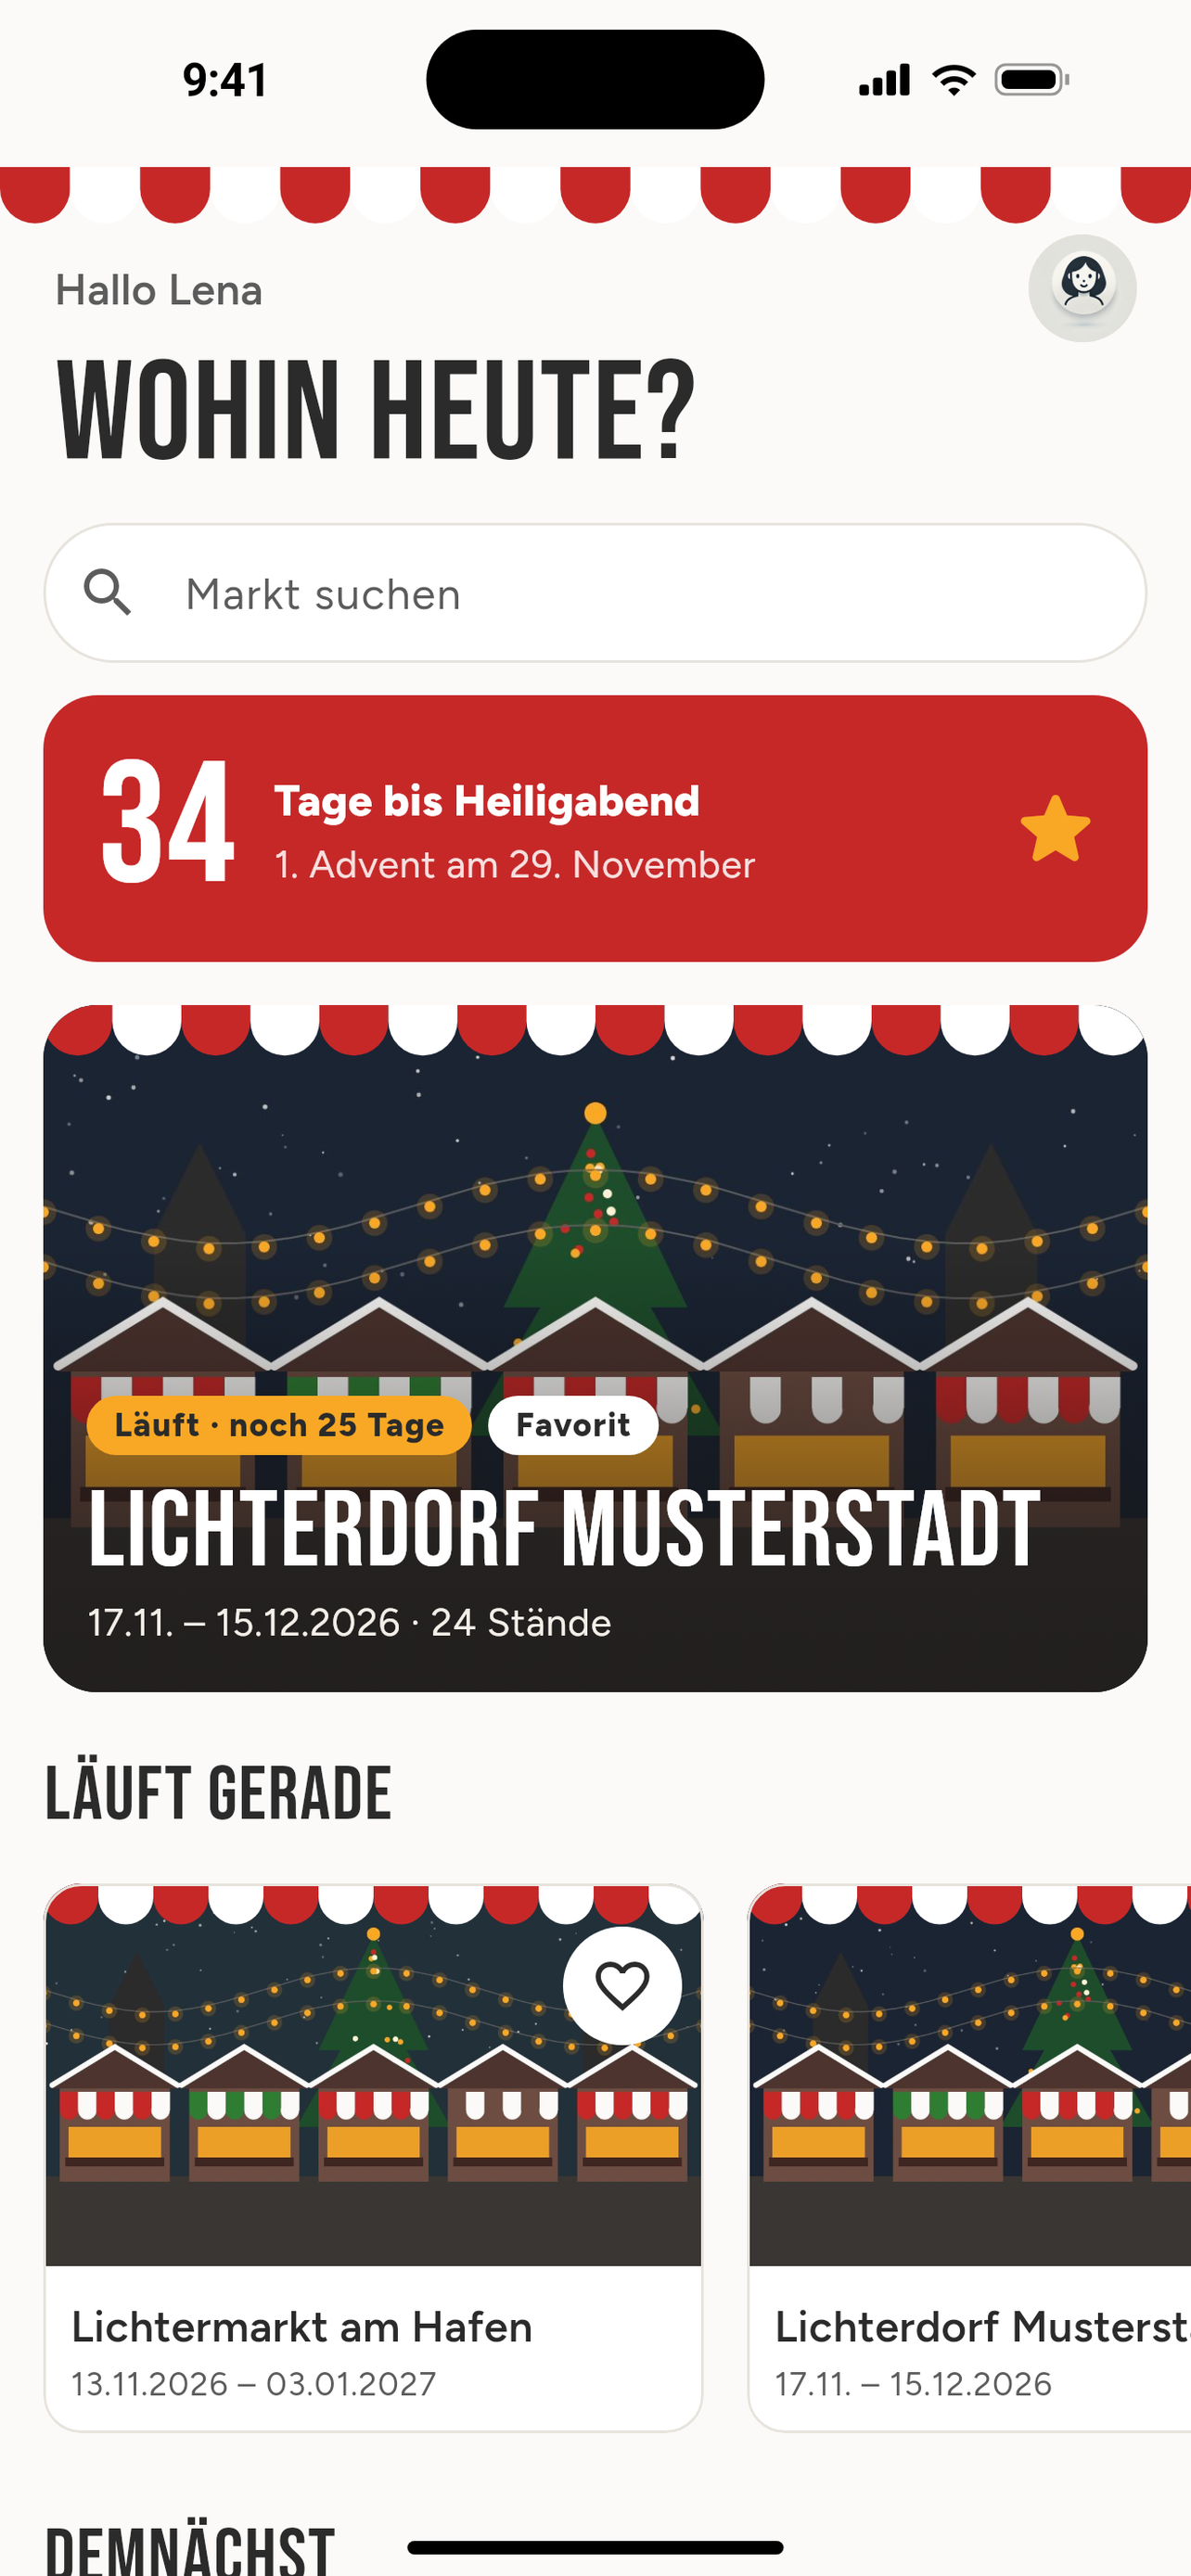 9:41
Hallo Lena
WOHIN HEUTE?
Markt suchen
34
Tage bis Heiligabend
1. Advent am 29. November
Läuft · noch 25 Tage
Favorit
LICHTERDORF MUSTERSTADT
17.11. – 15.12.2026 · 24 Stände
LÄUFT GERADE
Lichtermarkt am Hafen
13.11.2026 – 03.01.2027
Lichterdorf Musterst
17.11. – 15.12.2026
DEMNÄCHST